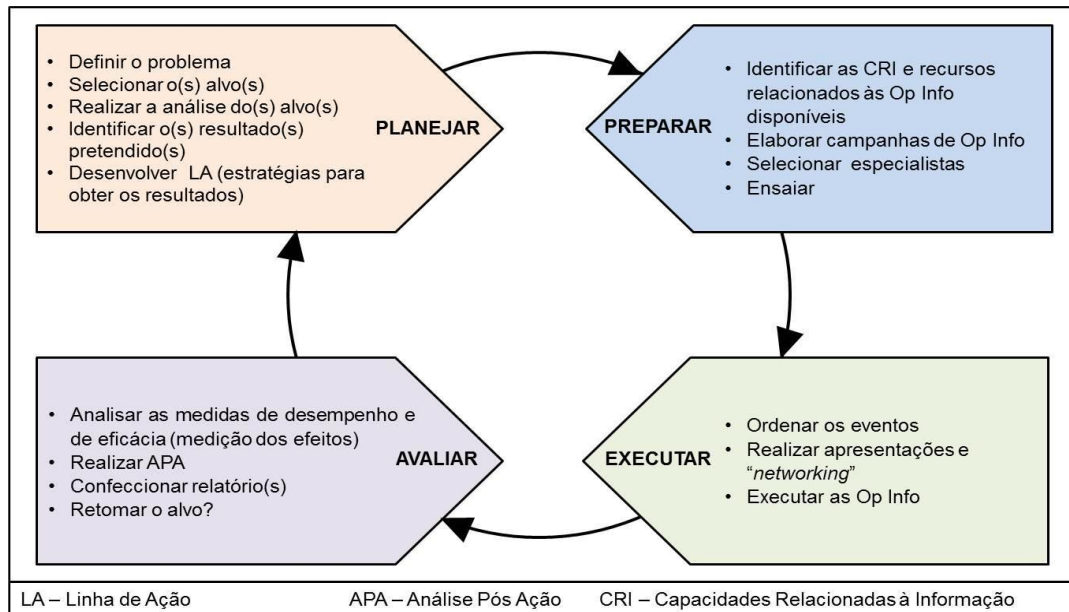 • Definir o problema
• Selecionar o(s) alvo(s)
• Realizar a análise do(s) alvo(s)
• Identificar o(s) resultado(s)
pretendido(s)
• Desenvolver LA (estratégias para
obter os resultados)
PLANEJAR
• Identificar as CRI e recursos
relacionados às Op Info
disponíveis
• Elaborar campanhas de Op Info
• Selecionar especialistas
• Ensaiar
PREPARAR
• Analisar as medidas de desempenho e
de eficácia (medição dos efeitos)
• Realizar APA
• Confeccionar relatório(s)
• Retomar o alvo?
AVALIAR
• Ordenar os eventos
• Realizar apresentações e
“networking”
• Executar as Op Info
EXECUTAR
LA – Linha de Ação APA – Análise Pós Ação CRI – Capacidades Relacionadas à Informação